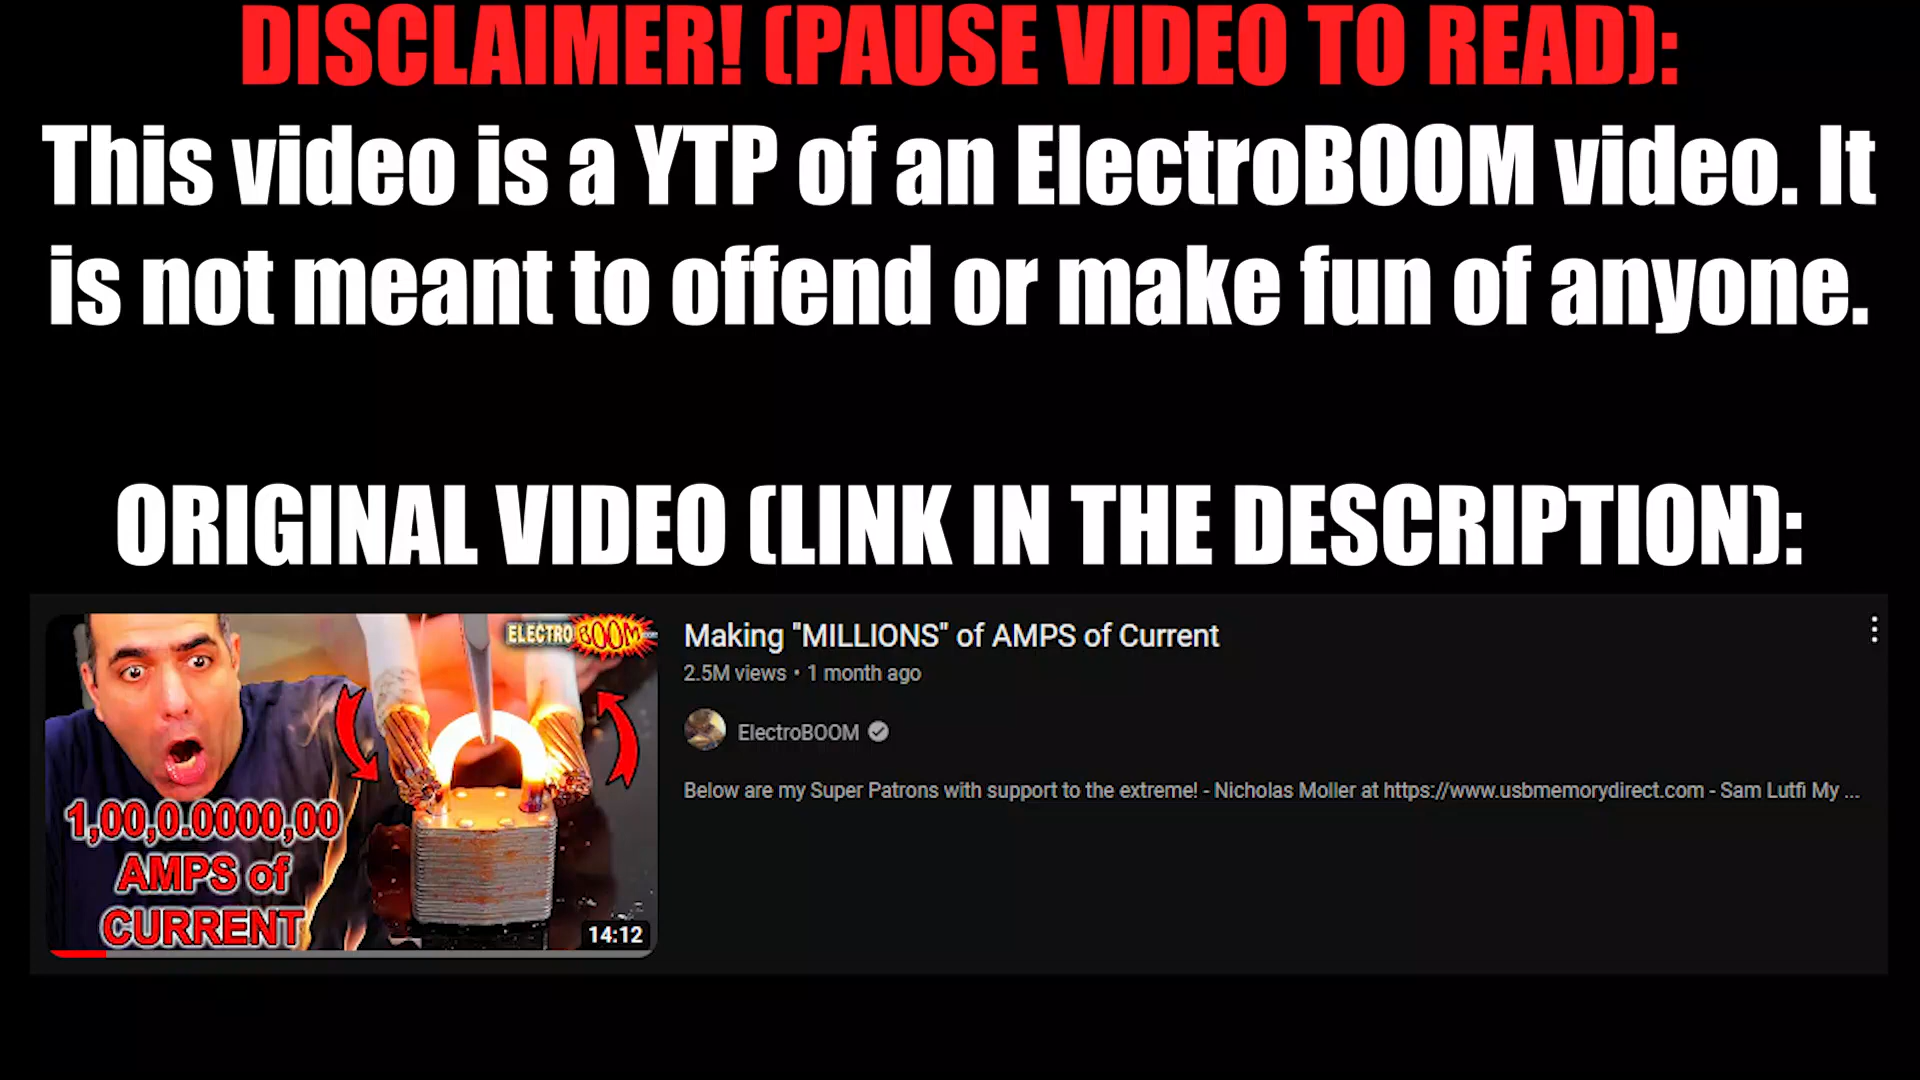 DISCLAIMER! (PAUSE VIDEO TO READ):
This video is a YTP of an ElectroBOOM video. It
is not meant to offend or make fun of anyone.
ORIGINAL VIDEO (LINK IN THE DESCRIPTION):
ELECTRO BOOM
1,00,0.0000,00
AMPS of
CURRENT
14:12
Making "MILLIONS" of AMPS of Current
2.5M views • 1 month ago
ElectroBOOM
Below are my Super Patrons with support to the extreme! - Nicholas Moller at https://www.usbmemorydirect.com - Sam Lutfi My ...